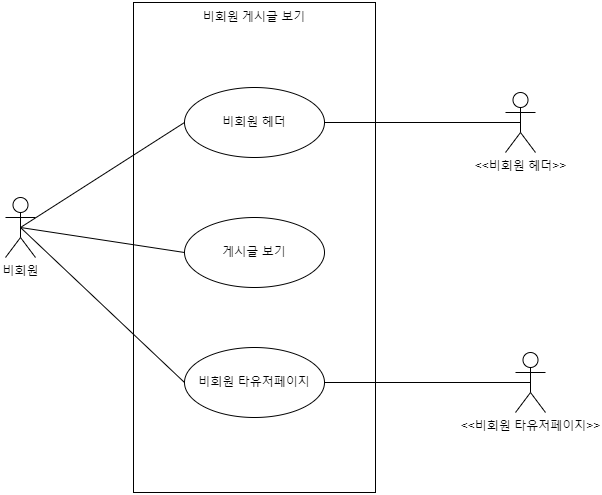 비회원 게시글 보기
비회원 헤더
<<비회원 헤더>>
게시글 보기
비회원
비회원 타유저페이지
<<비회원 타유저페이지>>